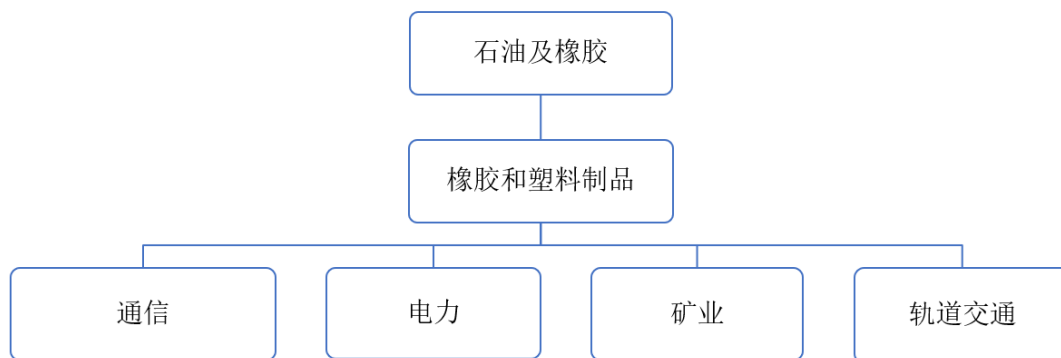 石油及橡胶
橡胶和塑料制品
通信
电力
矿业
轨道交通